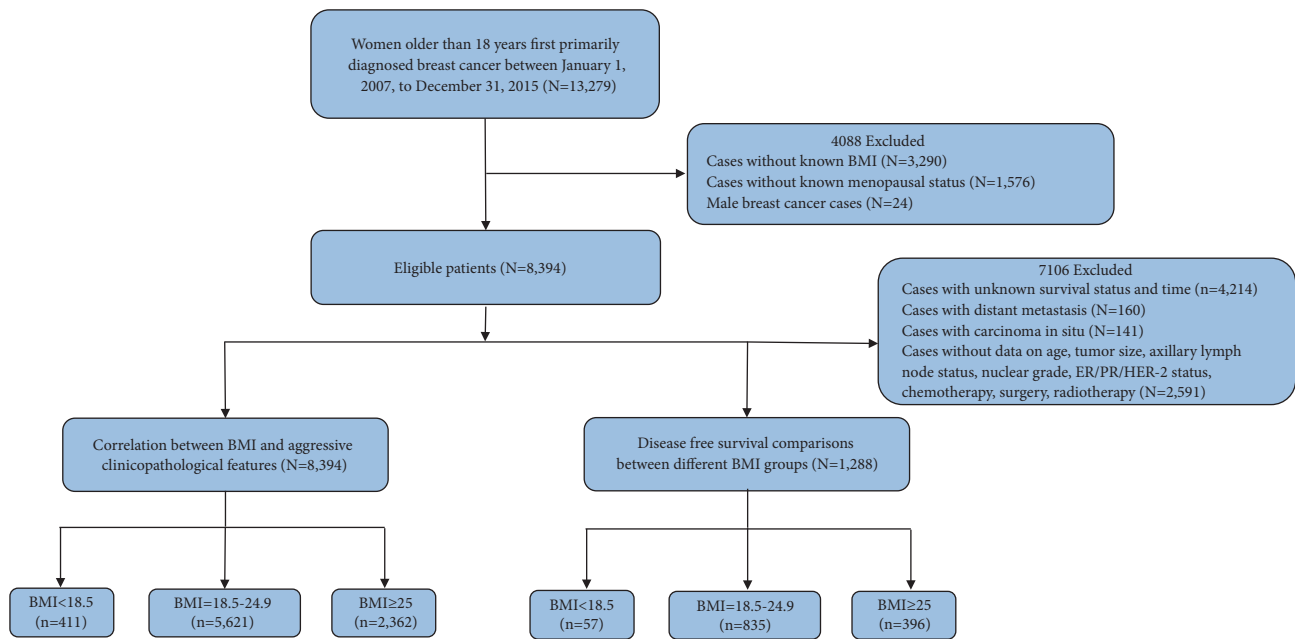 Women older than 18 years first primarily
diagnosed breast cancer between January 1,
2007, to December 31, 2015 (N=13,279)
4088 Excluded
Cases without known BMI (N=3,290)
Cases without known menopausal status (N=1,576)
Male breast cancer cases (N=24)
Eligible patients (N=8,394)
7106 Excluded
Cases with unknown survival status and time (n=4,214)
Cases with distant metastasis (N=160)
Cases with carcinoma in situ (N=141)
Cases without data on age, tumor size, axillary lymph
node status, nuclear grade, ER/PR/HER-2 status,
chemotherapy, surgery, radiotherapy (N=2,591)
Correlation between BMI and aggressive
clinicopathological features (N=8,394)
Disease free survival comparisons
between different BMI groups (N=1,288)
BMI<18.5
(n=411)
BMI=18.5-24.9
(n=5,621)
BMI≥25
(n=2,362)
BMI<18.5
(n=57)
BMI=18.5-24.9
(n=835)
BMI≥25
(n=396)